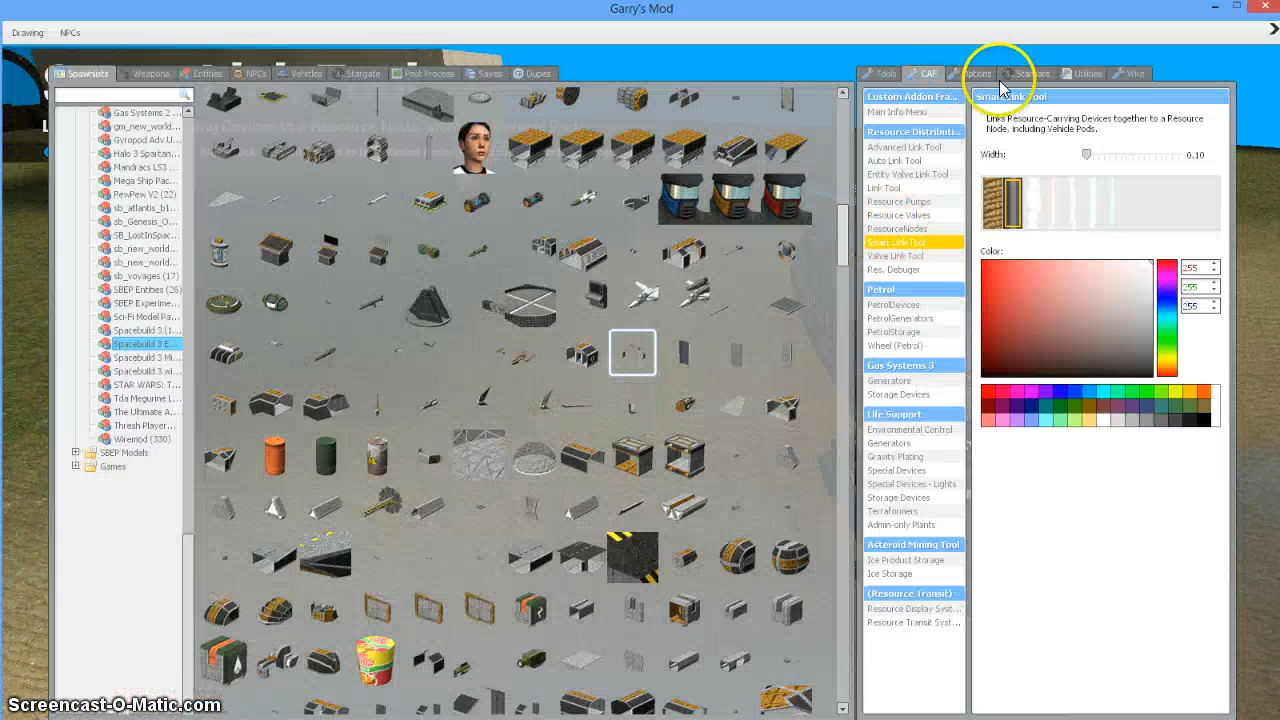 Garry's Mod
Drawing NPCs
Spawnlists Weapons Entities NPCs Vehicles Stargate Post Process Saves Dupes
Tools CAF Options Stargate Utilities Wire
Gas Systems 2 ...
gm_new_world...
Gyropod Adv U...
Halo 3 Spartan...
Mandracs LS3 ...
Mega Ship Pac...
PewPew V2 (22)
sb_atlantis_b1...
sb_Genesis_O...
SB_LostInSpac...
sb_new_world...
sb_new_world...
sb_voyages (17)
SBEP Entities (26)
SBEP Experime...
Sci-Fi Model Pa...
Spacebuild 3 (1...
Spacebuild 3 E...
Spacebuild 3 Mi...
Spacebuild 3 wi...
STAR WARS: T...
Tda Megurine L...
The Ultimate A...
Thresh Player...
Wiremod (330)
SBEP Models
Games
Custom Addon Fra...
Main Info Menu
Resource Distributi...
Advanced Link Tool
Auto Link Tool
Entity Valve Link Tool
Link Tool
Resource Pumps
Resource Valves
ResourceNodes
Smart Link Tool
Valve Link Tool
Res. Debuger
Petrol
PetrolDevices
PetrolGenerators
PetrolStorage
Wheel (Petrol)
Gas Systems 3
Generators
Storage Devices
Life Support
Environmental Control
Generators
Gravity Plating
Special Devices
Special Devices - Lights
Storage Devices
Terraformers
Admin-only Plants
Asteroid Mining Tool
Ice Product Storage
Ice Storage
(Resource Transit) -
Resource Display Syst...
Resource Transit Syst...
Smart Link Tool
Links Resource-Carrying Devices together to a Resource
Node, including Vehicle Pods.
Width: 0.10
Color:
255
255
255
Screencast-O-Matic.com